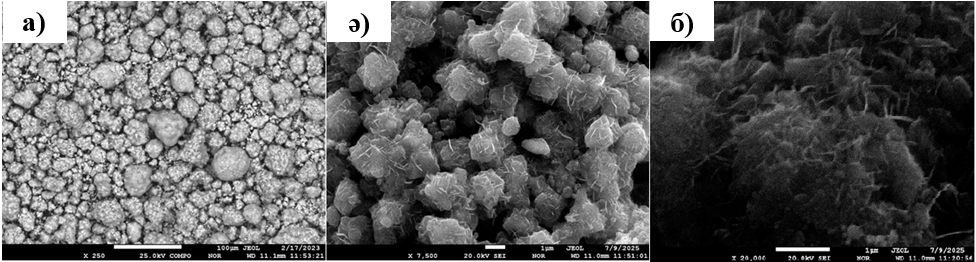 а)
ә)
б)
100µm JEOL 2/17/2023
X 250 25.0kV COMPO NOR WD 11.1mm 11:53:21
1µm JEOL 7/9/2025
X 7,500 20.0kV SEI NOR WD 11.0mm 11:51:01
1µm JEOL 7/9/2025
X 20,000 20.0kV SEI NOR WD 11.0mm 11:20:56